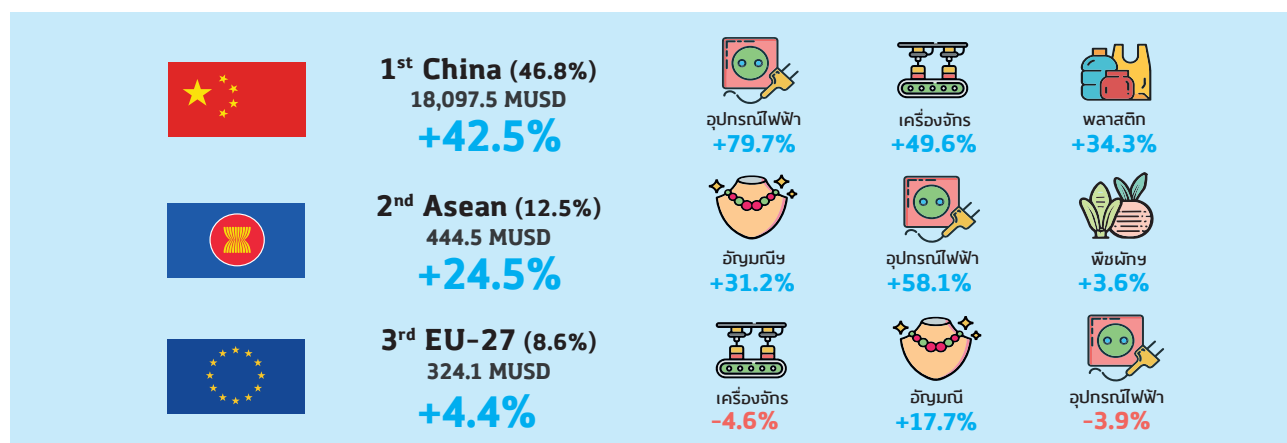 1st China (46.8%)
18,097.5 MUSD
+42.5%
อุปกรณ์ไฟฟ้า
+79.7%
เครื่องจักร
+49.6%
พลาสติก
+34.3%
2nd Asean (12.5%)
444.5 MUSD
+24.5%
อัญมณีฯ
+31.2%
อุปกรณ์ไฟฟ้า
+58.1%
พืชผักฯ
+3.6%
3rd EU-27 (8.6%)
324.1 MUSD
+4.4%
เครื่องจักร
-4.6%
อัญมณี
+17.7%
อุปกรณ์ไฟฟ้า
-3.9%